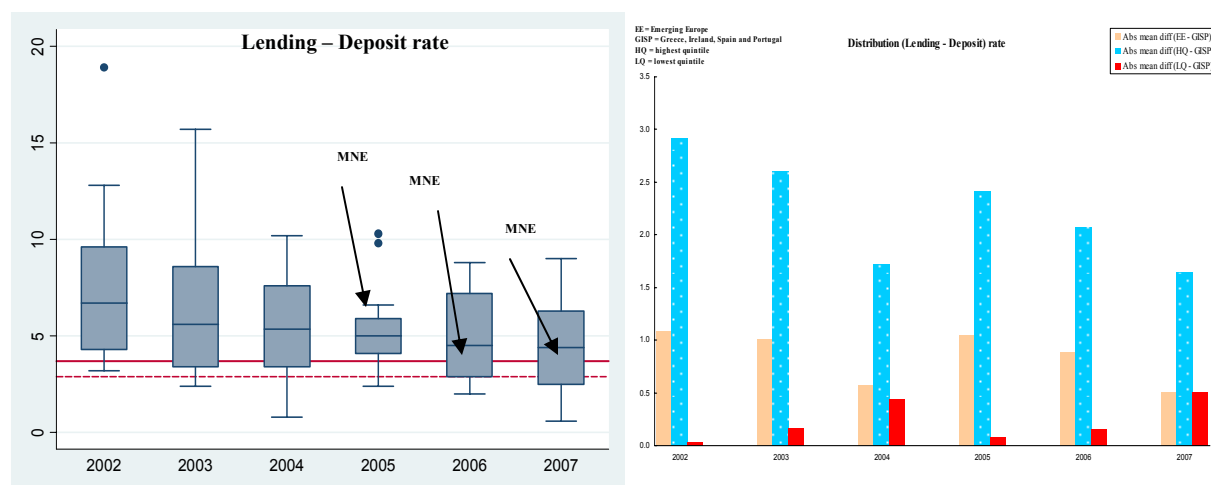 Lending – Deposit rate
20
15
10
5
0
MNE
MNE
MNE
2002 2003 2004 2005 2006 2007
EE = Emerging Europe
GISP = Greece, Ireland, Spain and Portugal
HQ = highest quintile
LQ = lowest quintile
Distribution (Lending - Deposit) rate
Abs mean diff (EE - GISP)
Abs mean diff (HQ - GISP)
Abs mean diff (LQ - GISP)
3.5
3.0
2.5
2.0
1.5
1.0
0.5
0.0
2002 2003 2004 2005 2006 2007